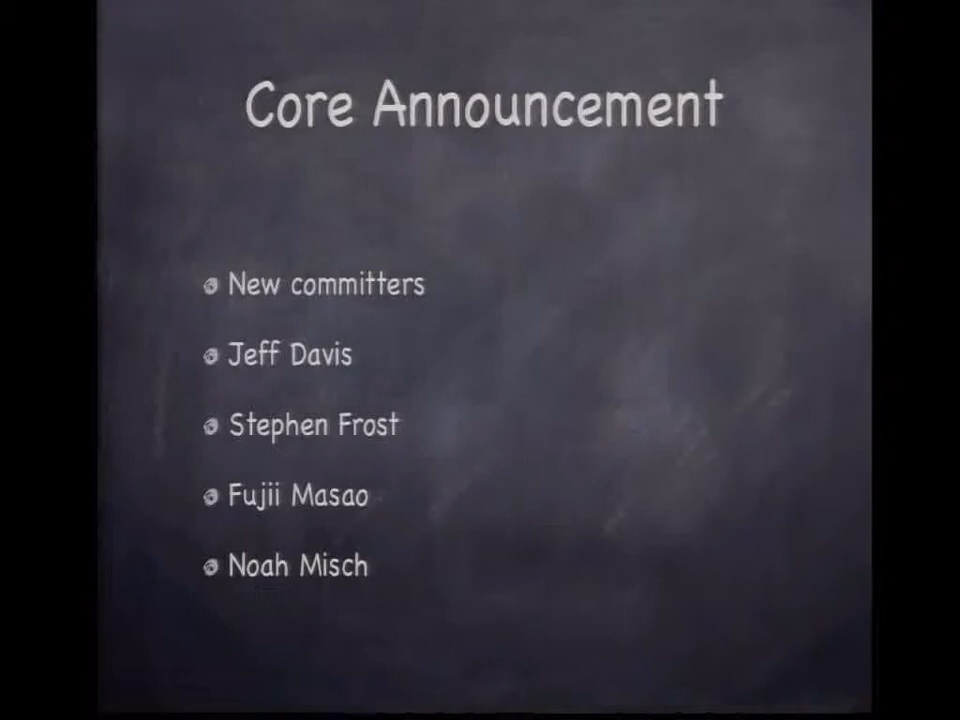 Core Announcement
New committers
Jeff Davis
Stephen Frost
Fujii Masao
Noah Misch